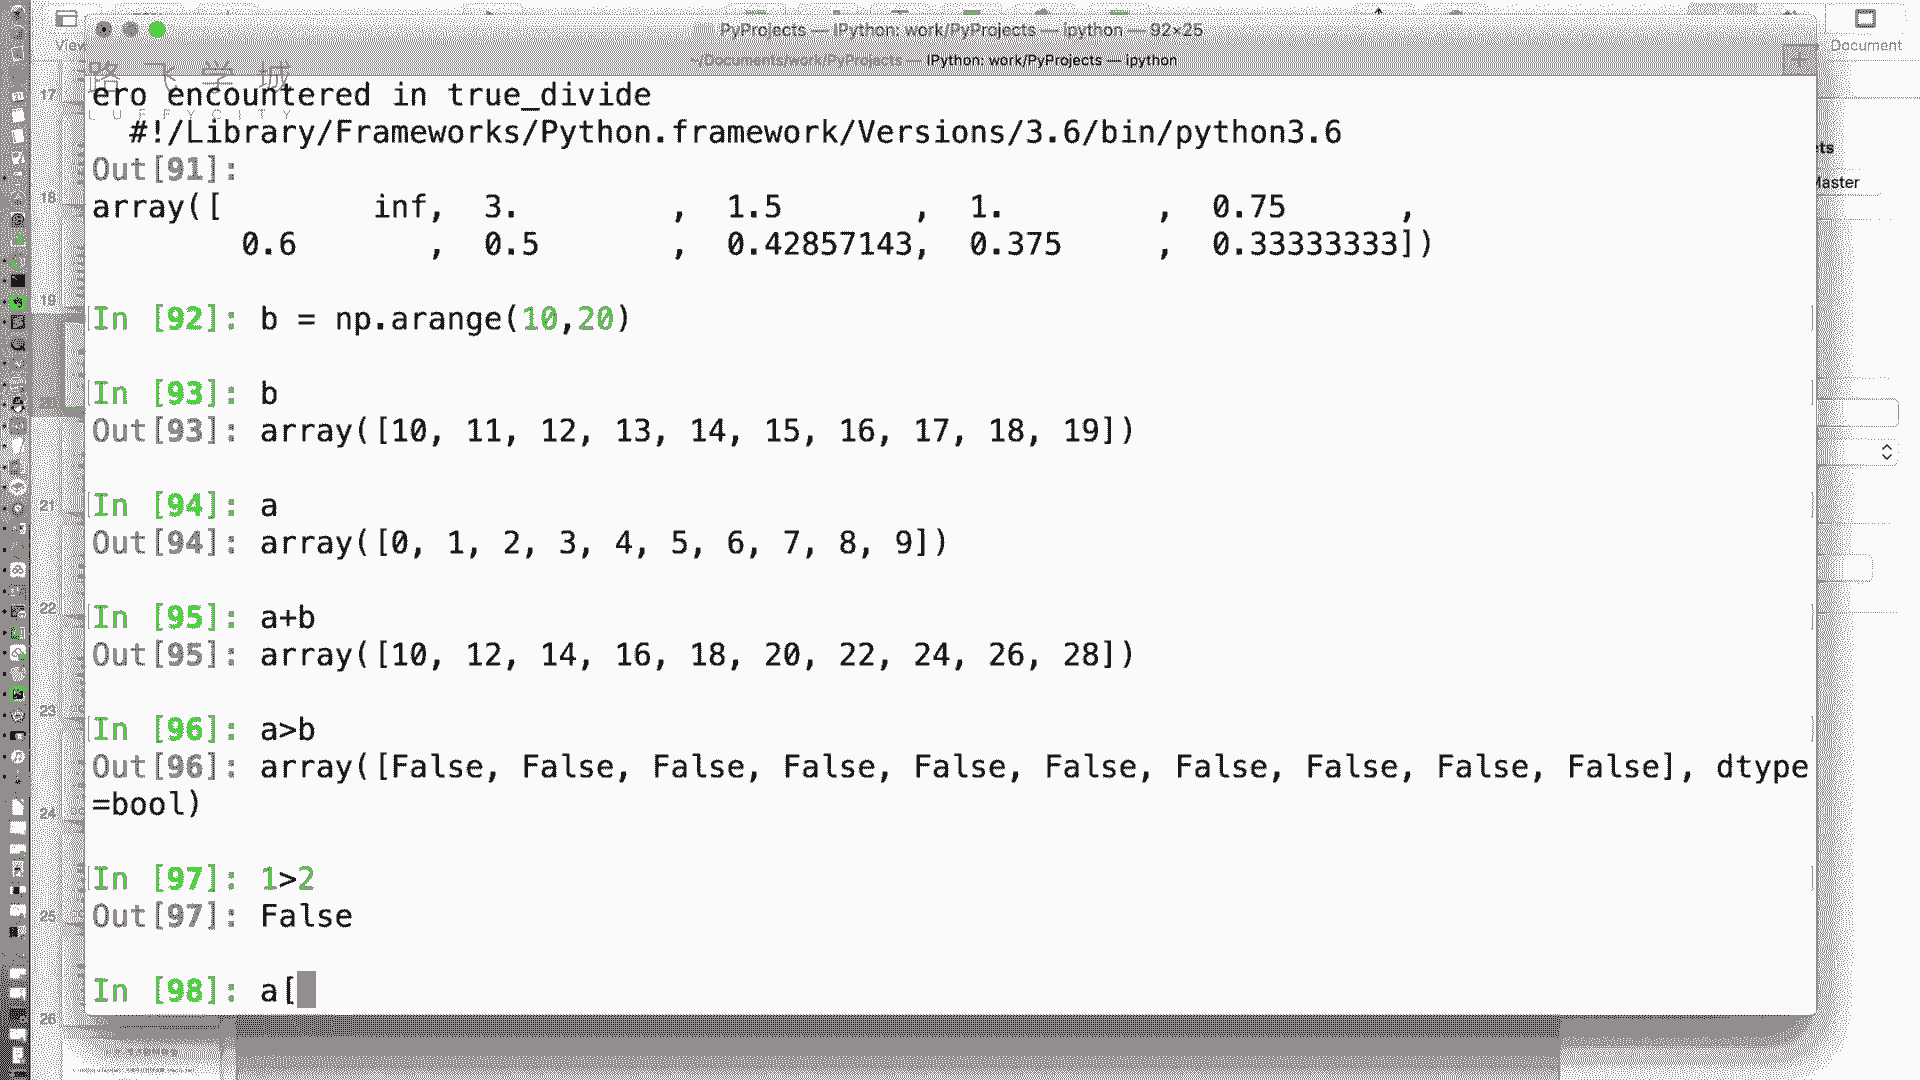 PyProjects — IPython: work/PyProjects — ipython — 92×25
~/Documents/work/PyProjects — IPython: work/PyProjects — ipython
View
Document
路飞学城
LUFFYCITY
ero encountered in true_divide
#!/Library/Frameworks/Python.framework/Versions/3.6/bin/python3.6
Out[91]:
array([        inf,  3.        ,  1.5       ,  1.        ,  0.75      ,
        0.6       ,  0.5       ,  0.42857143,  0.375     ,  0.33333333])
In [92]: b = np.arange(10,20)
In [93]: b
Out[93]: array([10, 11, 12, 13, 14, 15, 16, 17, 18, 19])
In [94]: a
Out[94]: array([0, 1, 2, 3, 4, 5, 6, 7, 8, 9])
In [95]: a+b
Out[95]: array([10, 12, 14, 16, 18, 20, 22, 24, 26, 28])
In [96]: a>b
Out[96]: array([False, False, False, False, False, False, False, False, False, False], dtype
=bool)
In [97]: 1>2
Out[97]: False
In [98]: a[
17
18
19
21
22
23
24
25
26
ets
Master